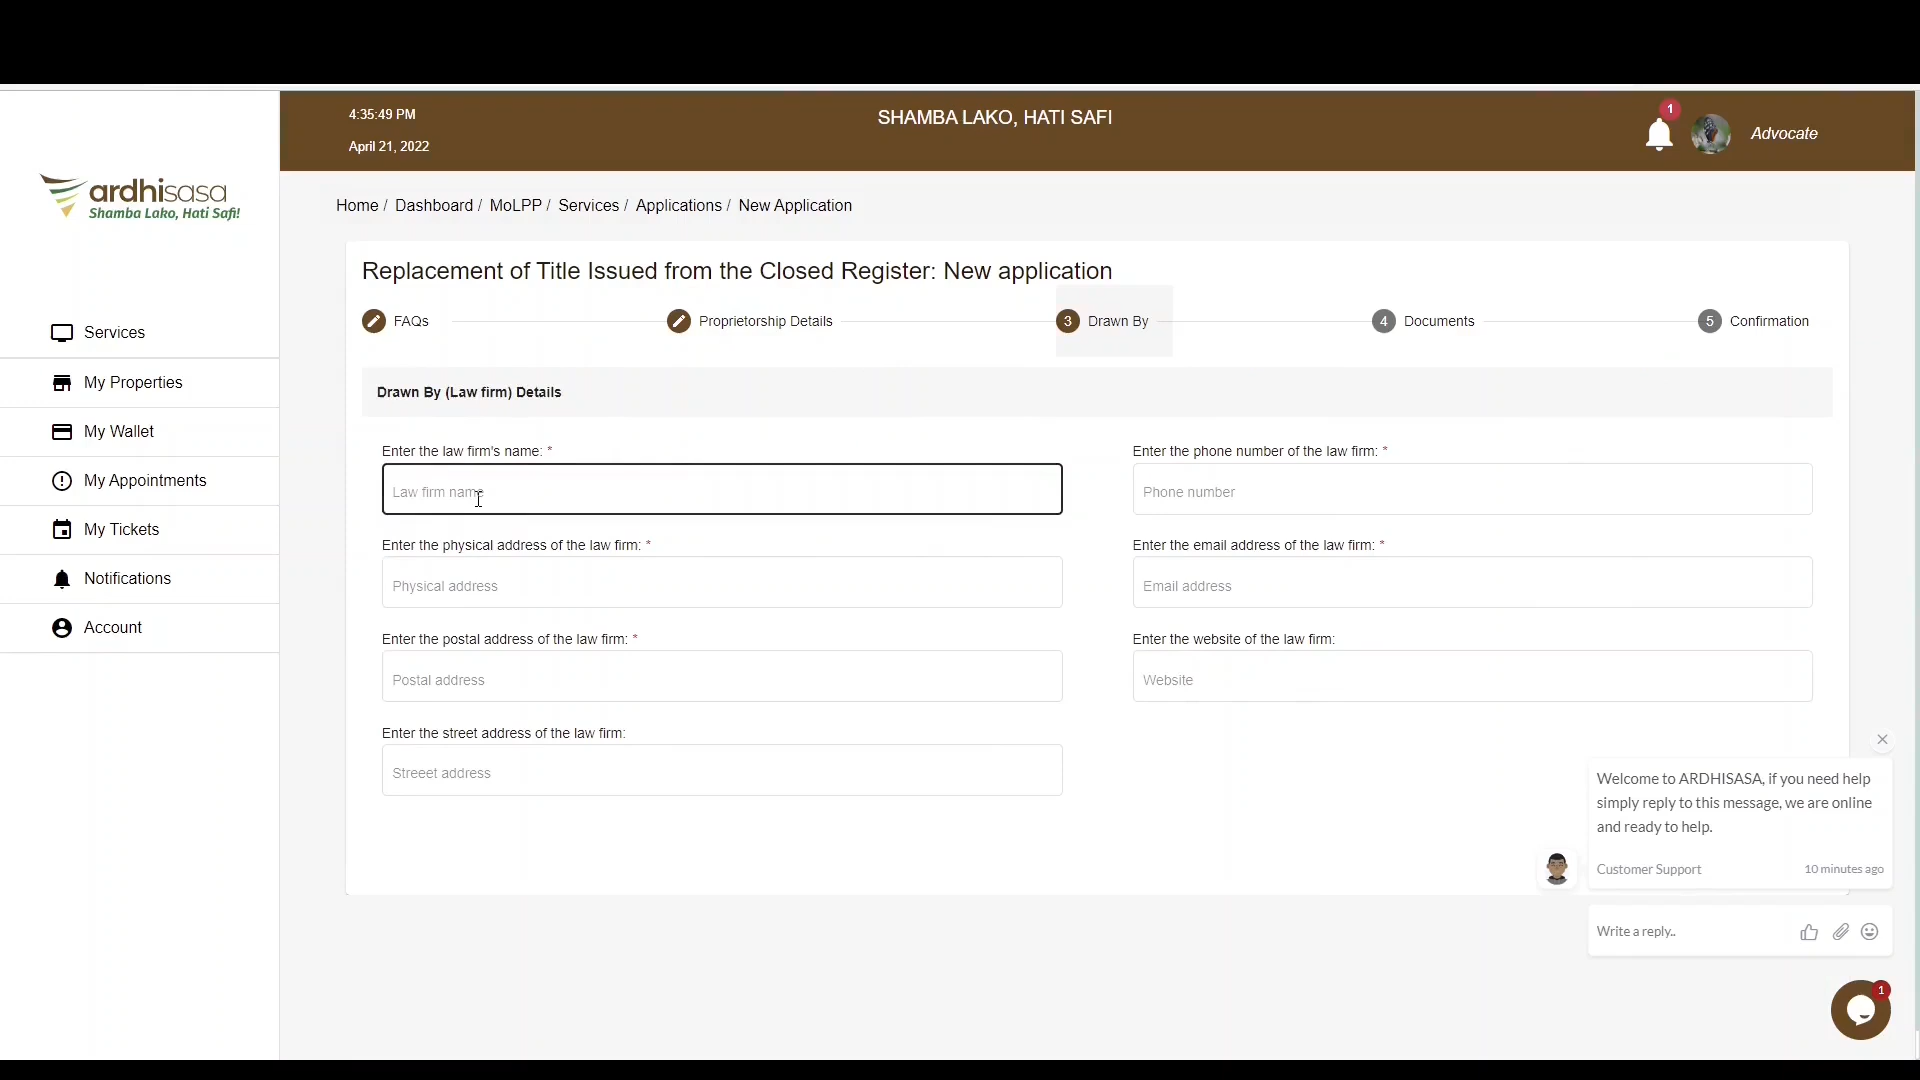 4:35:49 PM
SHAMBA LAKO, HATI SAFI
1
Advocate
April 21, 2022
ardhisasa
Shamba Lako, Hati Safi!
Home / Dashboard / MoLPP / Services / Applications / New Application
Replacement of Title Issued from the Closed Register: New application
FAQs
Proprietorship Details
3 Drawn By
4 Documents
5 Confirmation
Services
My Properties
My Wallet
My Appointments
My Tickets
Notifications
Account
Drawn By (Law firm) Details
Enter the law firm's name: *
Law firm name
Enter the phone number of the law firm: *
Phone number
Enter the physical address of the law firm: *
Physical address
Enter the email address of the law firm: *
Email address
Enter the postal address of the law firm: *
Postal address
Enter the website of the law firm:
Website
Enter the street address of the law firm:
Streeet address
Welcome to ARDHISASA, if you need help
simply reply to this message, we are online
and ready to help.
Customer Support
10 minutes ago
Write a reply..
1